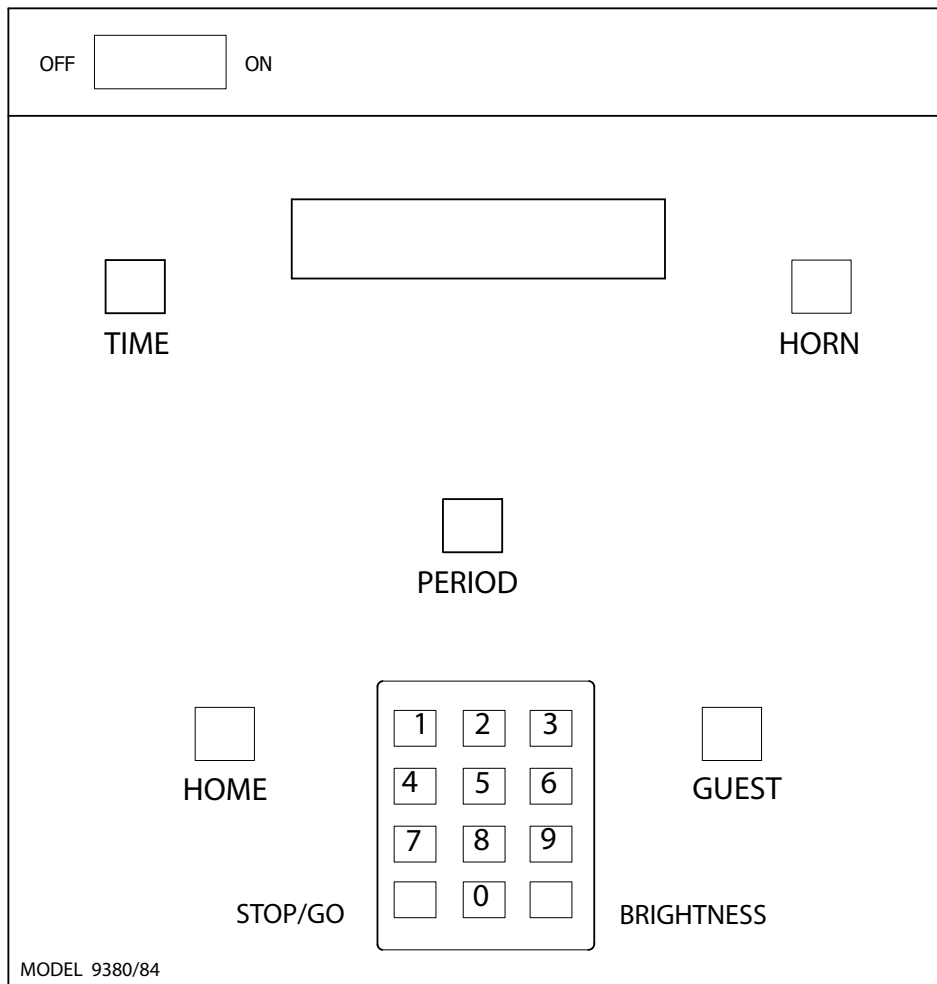 OFF ON
TIME HORN
PERIOD
1 2 3
HOME 4 5 6 GUEST
7 8 9
STOP/GO 0 BRIGHTNESS
MODEL 9380/84